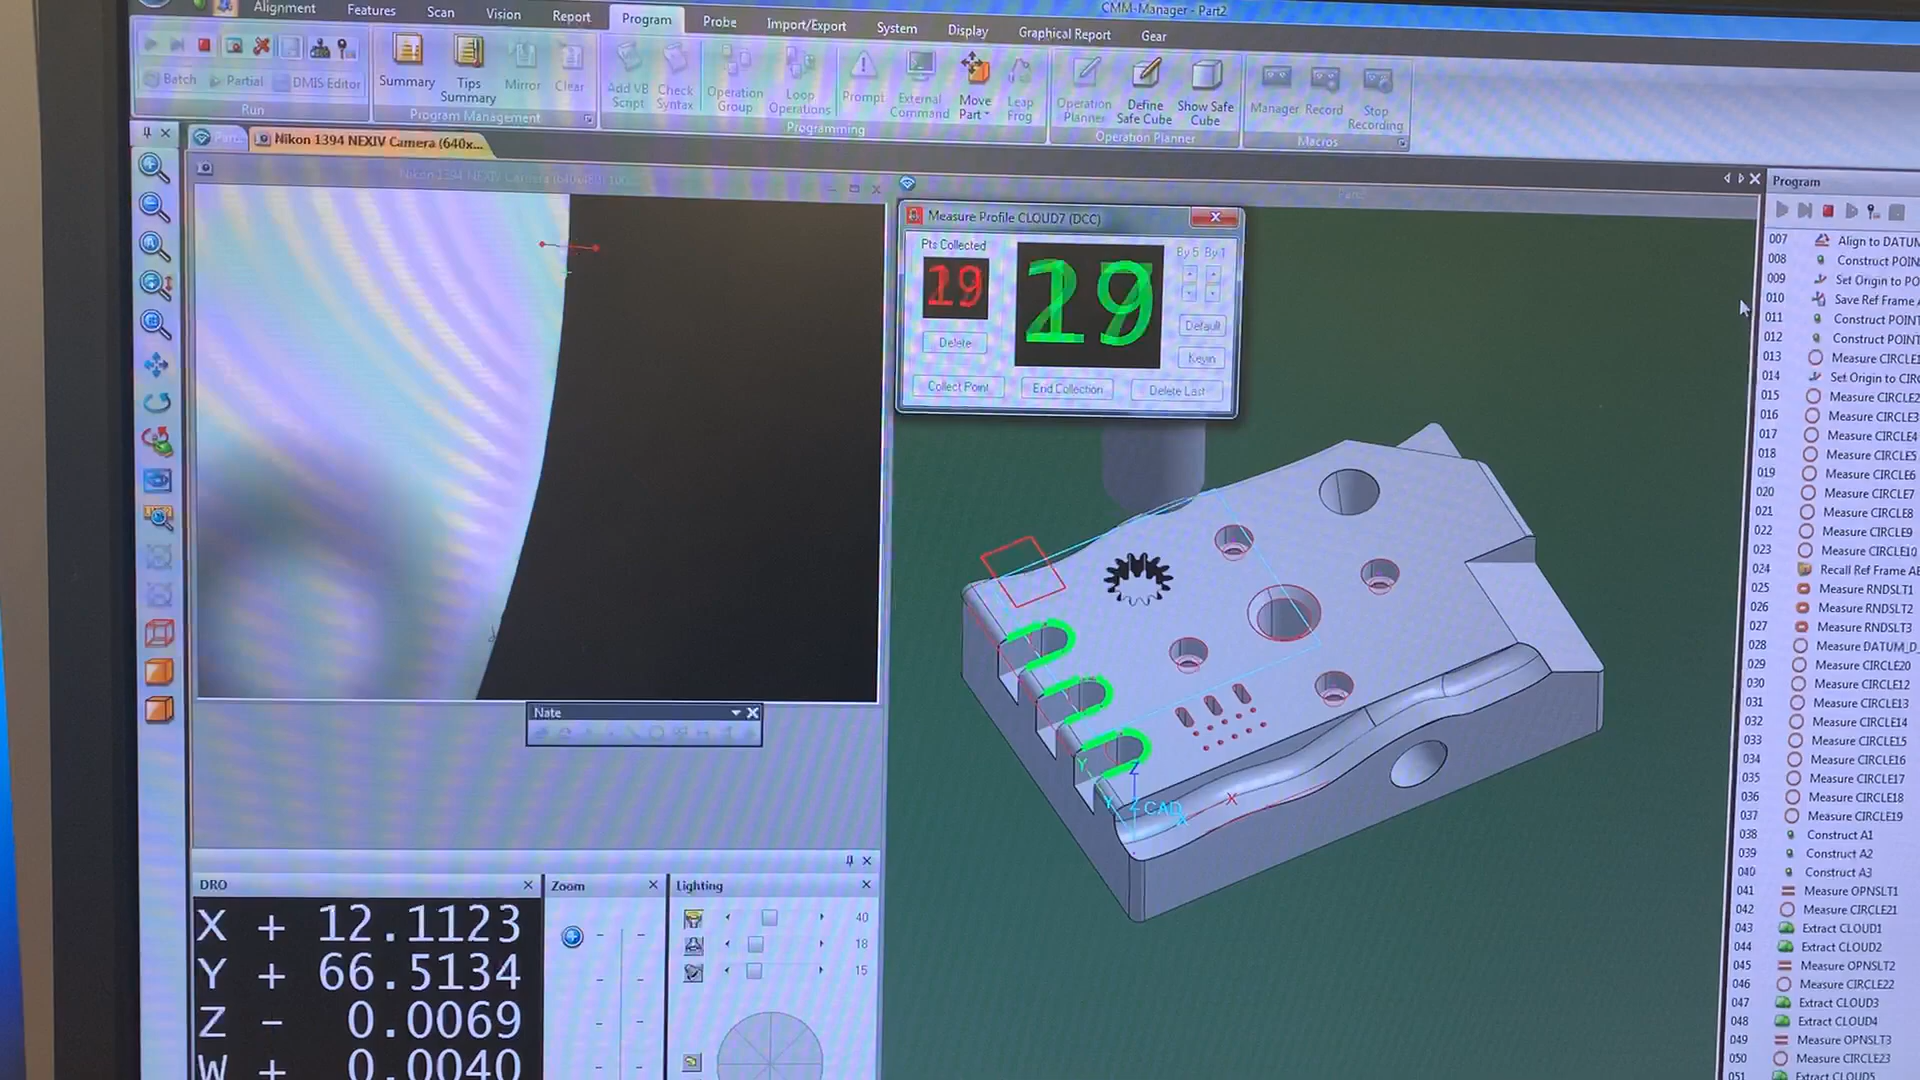 CMM-Manager - Part2
Alignment Features Scan Vision Report Program Probe Import/Export System Display Graphical Report Gear
Batch Partial DMIS Editor
Run
Summary Tips Summary Mirror Clear
Program Management
Add VB Script Check Syntax Operation Group Loop Operations Prompt External Command Move Part Leap Frog
Programming
Operation Planner Define Safe Cube Show Safe Cube
Operation Planner
Manager Record Stop Recording
Macros
Nikon 1394 NEXIV Camera (640x...
Measure Profile CLOUD7 (DCC)
Pts Collected
By 5 By 1
Delete
Default
Keyin
Collect Point End Collection Delete Last
Nate
Z
Y
Y
Z CAD
X
X
DRO
X + 12.1123
Y + 66.5134
Z - 0.0069
W + 0.0040
Zoom
Lighting
40
18
15
Program
007 Align to DATUM
008 Construct POIN
009 Set Origin to PO
010 Save Ref Frame A
011 Construct POINT
012 Construct POINT
013 Measure CIRCLE1
014 Set Origin to CIRC
015 Measure CIRCLE2
016 Measure CIRCLE3
017 Measure CIRCLE4
018 Measure CIRCLE5
019 Measure CIRCLE6
020 Measure CIRCLE7
021 Measure CIRCLE8
022 Measure CIRCLE9
023 Measure CIRCLE10
024 Recall Ref Frame AB
025 Measure RNDSLT1
026 Measure RNDSLT2
027 Measure RNDSLT3
028 Measure DATUM_D_
029 Measure CIRCLE20
030 Measure CIRCLE12
031 Measure CIRCLE13
032 Measure CIRCLE14
033 Measure CIRCLE15
034 Measure CIRCLE16
035 Measure CIRCLE17
036 Measure CIRCLE18
037 Measure CIRCLE19
038 Construct A1
039 Construct A2
040 Construct A3
041 Measure OPNSLT1
042 Measure CIRCLE21
043 Extract CLOUD1
044 Extract CLOUD2
045 Measure OPNSLT2
046 Measure CIRCLE22
047 Extract CLOUD3
048 Extract CLOUD4
049 Measure OPNSLT3
050 Measure CIRCLE23
051 Extract CLOUD5